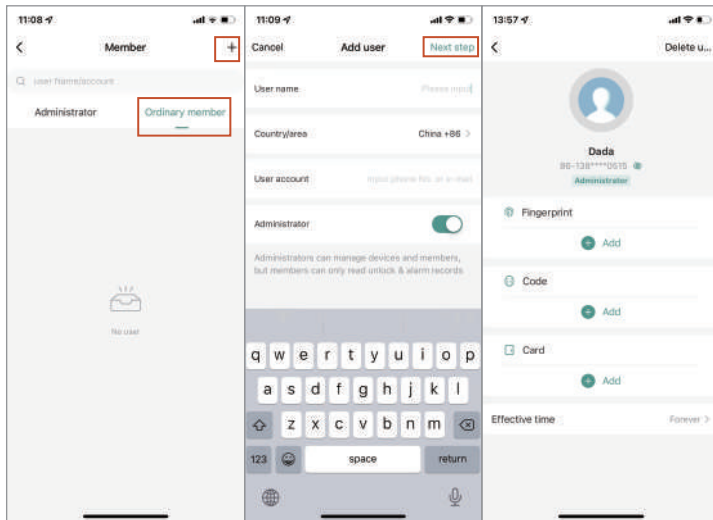 11:08
Member
+
user name/account
Administrator
Ordinary member
No user
11:09
Cancel
Add user
Next step
User name
Please input
Country/area
China +86
User account
Input phone No. or e-mail
Administrator
Administrators can manage devices and members,
but members can only read unlock & alarm records
q w e r t y u i o p
a s d f g h j k l
z x c v b n m
123
space
return
13:57
Delete u...
Dada
86-138****0615
Administrator
Fingerprint
Add
Code
Add
Card
Add
Effective time
Forever